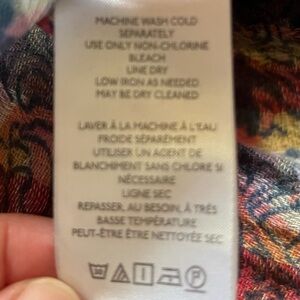 MACHINE WASH COLD
SEPARATELY
USE ONLY NON-CHLORINE
BLEACH
LINE DRY
LOW IRON AS NEEDED
MAY BE DRY CLEANED
LAVER À LA MACHINE À L'EAU
FROIDE SÉPARÉMENT
UTILISER UN AGENT DE
BLANCHIMENT SANS CHLORE SI
NÉCESSAIRE
LIGNE SEC
REPASSER, AU BESOIN, À TRÈS
BASSE TEMPÉRATURE
PEUT-ÊTRE ÊTRE NETTOYÉE SEC